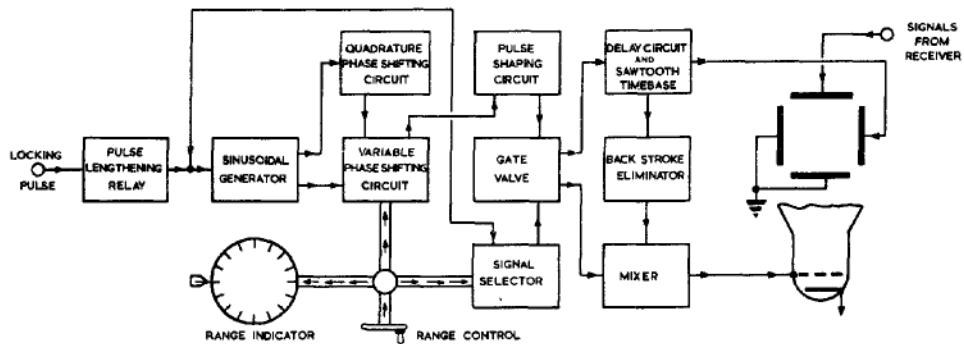 SIGNALS
FROM
RECEIVER
QUADRATURE
PHASE SHIFTING
CIRCUIT
PULSE
SHAPING
CIRCUIT
DELAY CIRCUIT
AND
SAWTOOTH
TIMEBASE
LOCKING
PULSE
PULSE
LENGTHENING
RELAY
SINUSOIDAL
GENERATOR
VARIABLE
PHASE SHIFTING
CIRCUIT
GATE
VALVE
BACK STROKE
ELIMINATOR
SIGNAL
SELECTOR
MIXER
RANGE INDICATOR
RANGE CONTROL